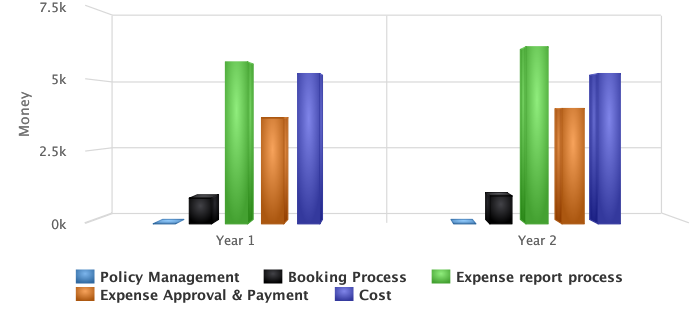 7.5k
5k
2.5k
0k
Money
Year 1 Year 2
Policy Management Booking Process Expense report process
Expense Approval & Payment Cost